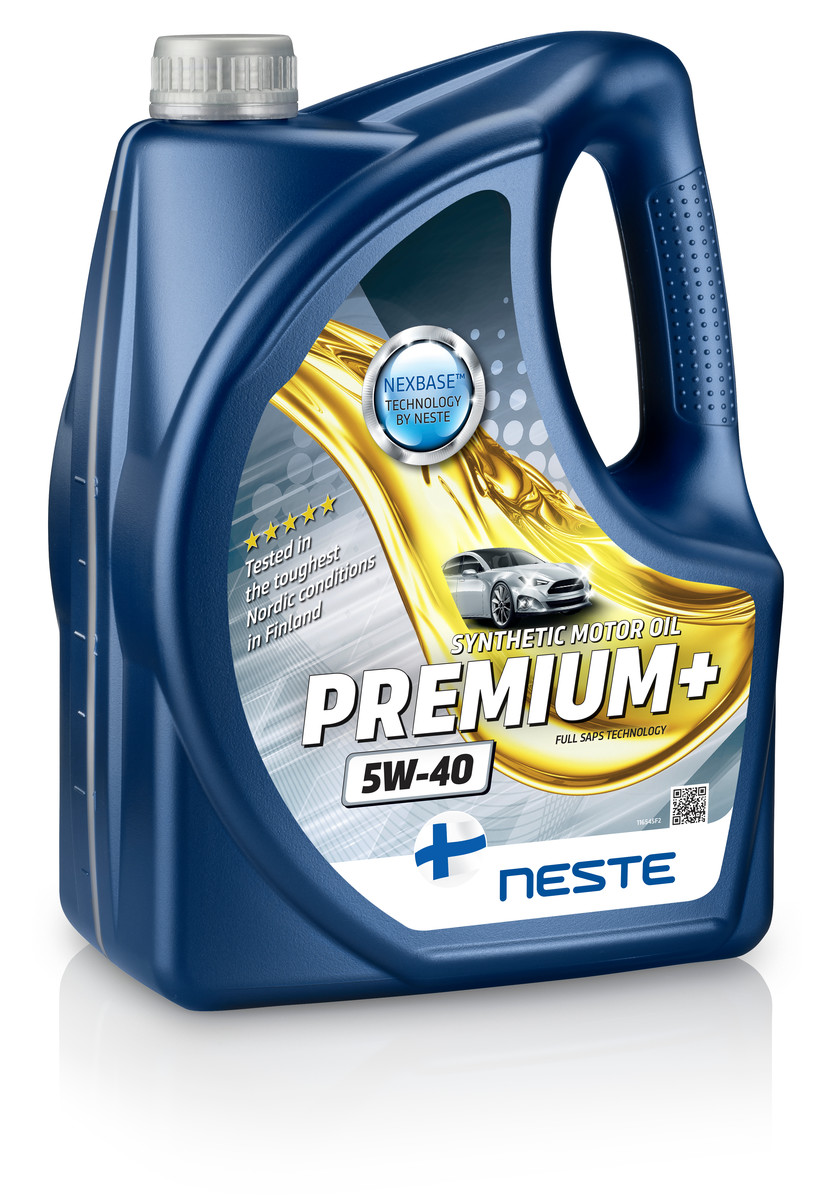 NEXBASE™
TECHNOLOGY
BY NESTE
Tested in
the toughest
Nordic conditions
in Finland
SYNTHETIC MOTOR OIL
PREMIUM+
FULL SAPS TECHNOLOGY
5W-40
116545F2
NESTE